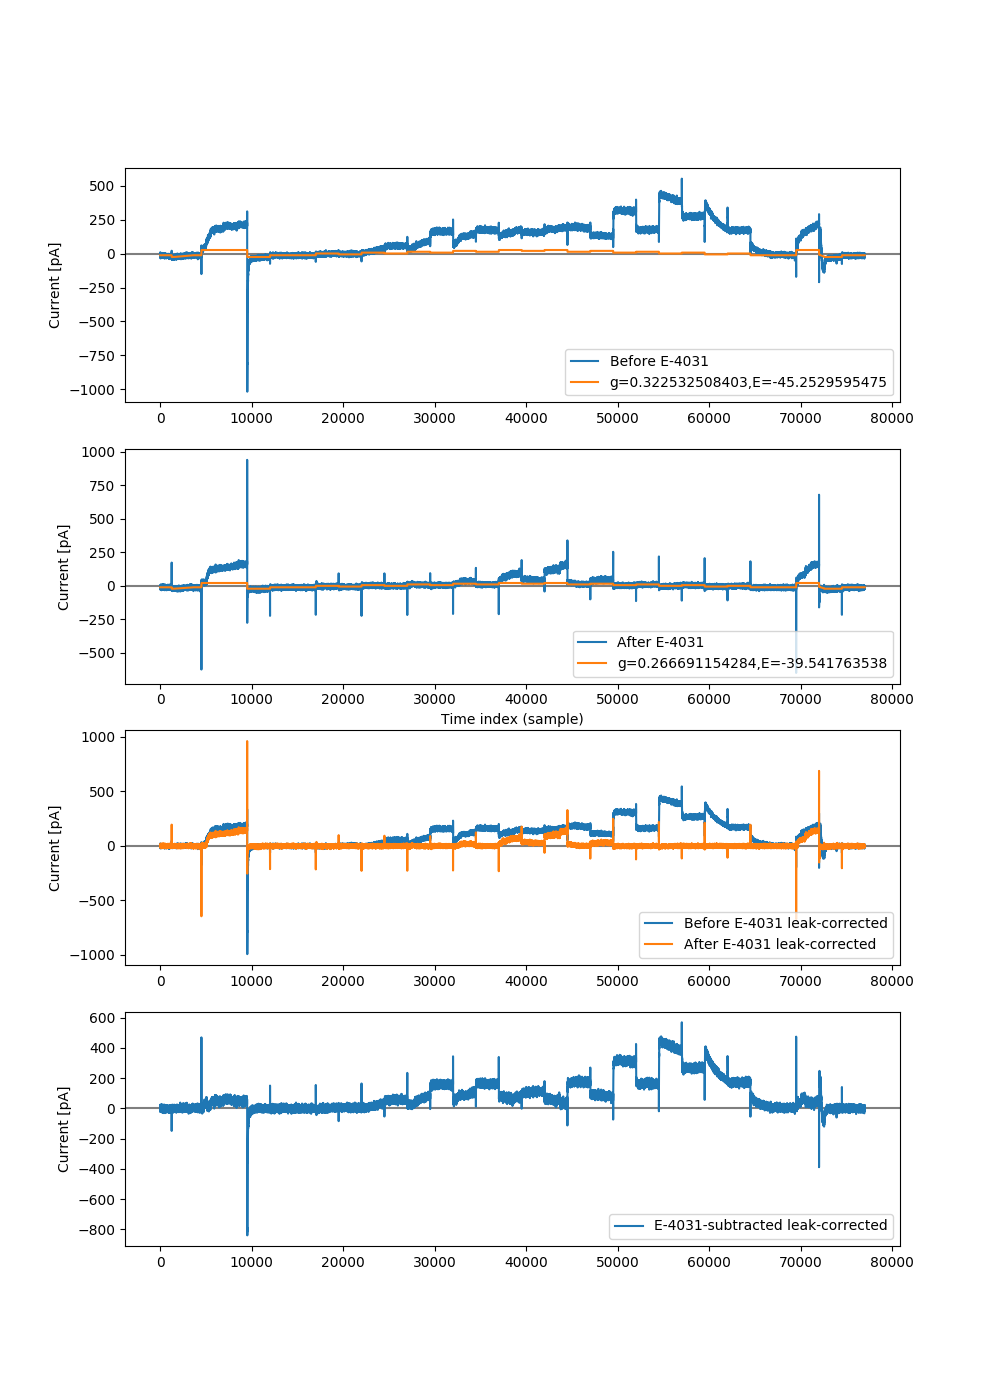 500
250
0
−250
−500
−750
−1000
Current [pA]
Before E-4031
g=0.322532508403,E=-45.2529595475
0 10000 20000 30000 40000 50000 60000 70000 80000
1000
750
500
250
0
−250
−500
Current [pA]
After E-4031
g=0.266691154284,E=-39.541763538
0 10000 20000 30000 40000 50000 60000 70000 80000
Time index (sample)
1000
500
0
−500
−1000
Current [pA]
Before E-4031 leak-corrected
After E-4031 leak-corrected
0 10000 20000 30000 40000 50000 60000 70000 80000
600
400
200
0
−200
−400
−600
−800
Current [pA]
E-4031-subtracted leak-corrected
0 10000 20000 30000 40000 50000 60000 70000 80000